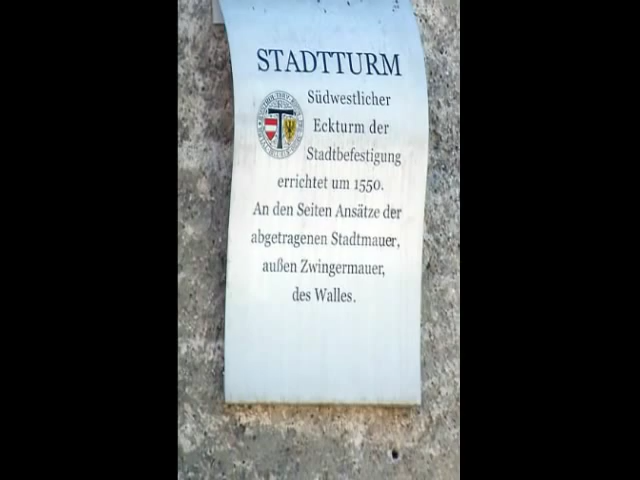 STADTTURM
Südwestlicher
Eckturm der
Stadtbefestigung
errichtet um 1550.
An den Seiten Ansätze der
abgetragenen Stadtmauer,
außen Zwingermauer,
des Walles.